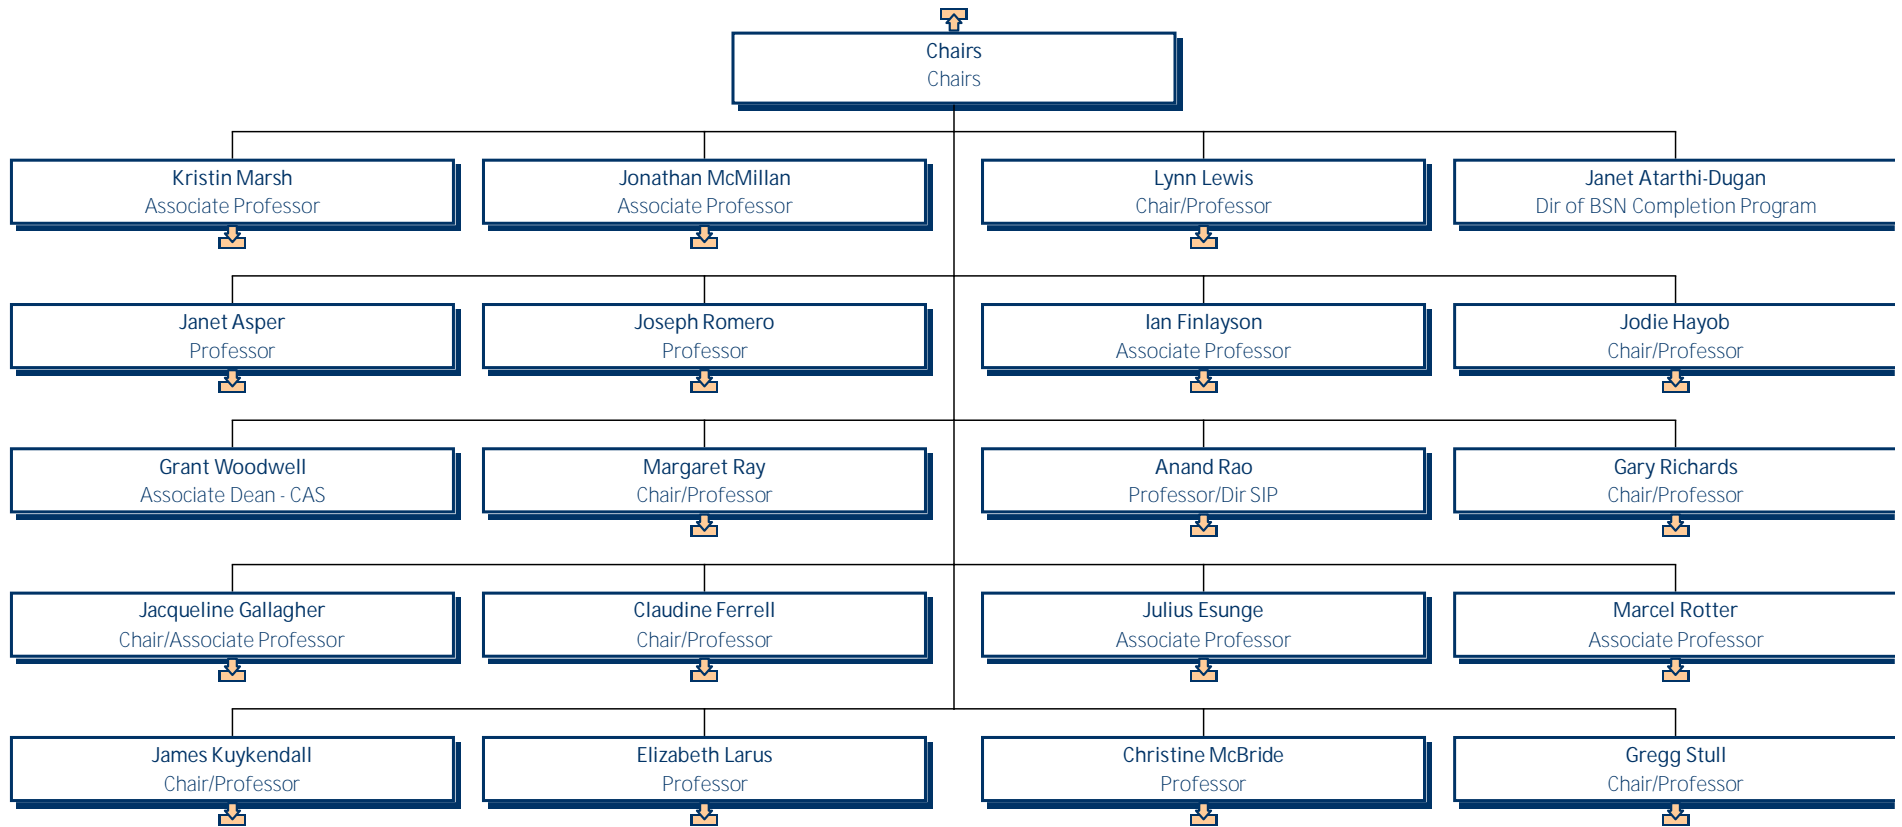 Chairs
Chairs
Kristin Marsh
Associate Professor
Jonathan McMillan
Associate Professor
Lynn Lewis
Chair/Professor
Janet Atarthi-Dugan
Dir of BSN Completion Program
Janet Asper
Professor
Joseph Romero
Professor
Ian Finlayson
Associate Professor
Jodie Hayob
Chair/Professor
Grant Woodwell
Associate Dean - CAS
Margaret Ray
Chair/Professor
Anand Rao
Professor/Dir SIP
Gary Richards
Chair/Professor
Jacqueline Gallagher
Chair/Associate Professor
Claudine Ferrell
Chair/Professor
Julius Esunge
Associate Professor
Marcel Rotter
Associate Professor
James Kuykendall
Chair/Professor
Elizabeth Larus
Professor
Christine McBride
Professor
Gregg Stull
Chair/Professor